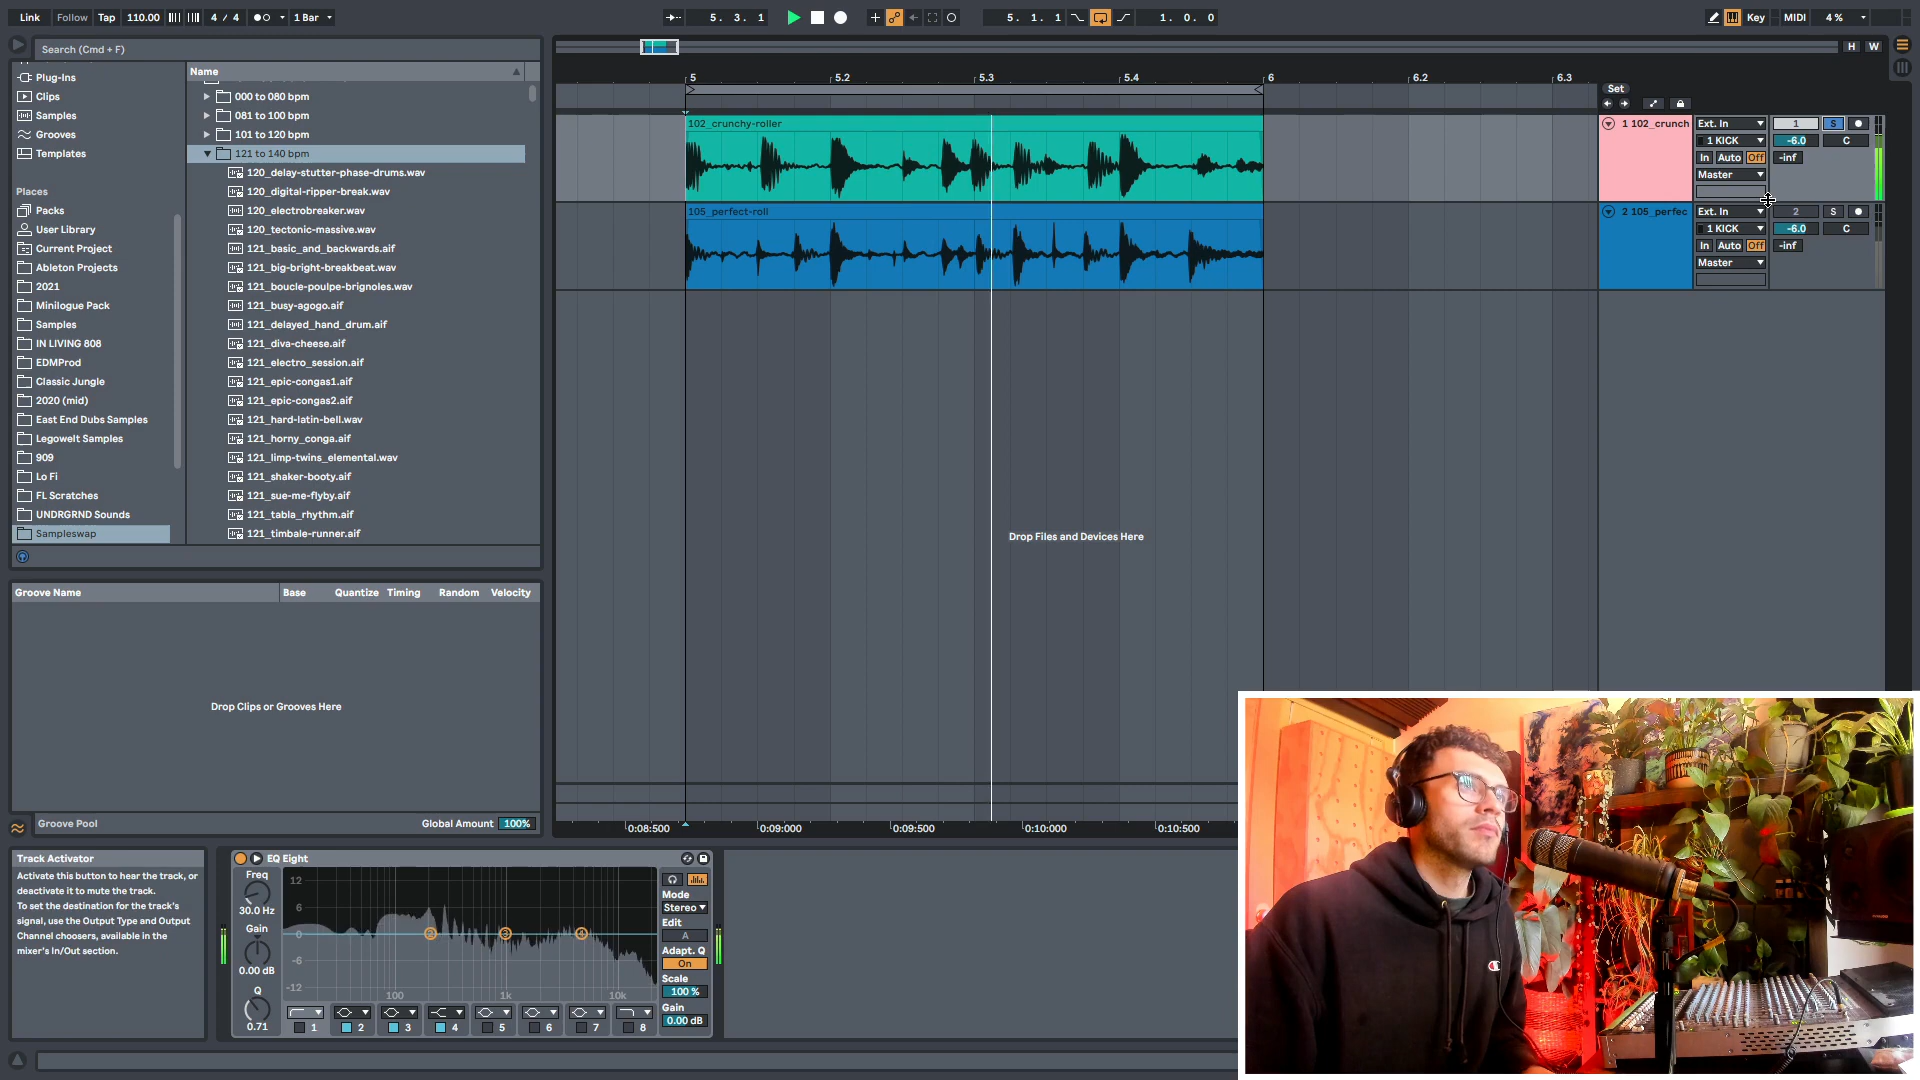 Link Follow Tap 110.00 4 / 4 1 Bar 5. 3. 1 5. 1. 1 1. 0. 0 Key MIDI 4 %
Search (Cmd + F)
H W
Plug-Ins
Clips
Samples
Grooves
Templates
Places
Packs
User Library
Current Project
Ableton Projects
2021
Minilogue Pack
Samples
IN LIVING 808
EDMProd
Classic Jungle
2020 (mid)
East End Dubs Samples
Legowelt Samples
909
Lo Fi
FL Scratches
UNDRGRND Sounds
Sampleswap
Name
000 to 080 bpm
081 to 100 bpm
101 to 120 bpm
121 to 140 bpm
120_delay-stutter-phase-drums.wav
120_digital-ripper-break.wav
120_electrobreaker.wav
120_tectonic-massive.wav
121_basic_and_backwards.aif
121_big-bright-breakbeat.wav
121_boucle-poulpe-brignoles.wav
121_busy-agogo.aif
121_delayed_hand_drum.aif
121_diva-cheese.aif
121_electro_session.aif
121_epic-congas1.aif
121_epic-congas2.aif
121_hard-latin-bell.wav
121_horny_conga.aif
121_limp-twins_elemental.wav
121_shaker-booty.aif
121_sue-me-flyby.aif
121_tabla_rhythm.aif
121_timbale-runner.aif
5 5.2 5.3 5.4 6 6.2 6.3
Set
102_crunchy-roller
1 102_crunch Ext. In 1 S
1 KICK -6.0 C
In Auto Off -inf
Master
105_perfect-roll
2 105_perfec Ext. In 2 S
1 KICK -6.0 C
In Auto Off -inf
Master
Drop Files and Devices Here
0:08:500 0:09:000 0:09:500 0:10:000 0:10:500
Groove Name Base Quantize Timing Random Velocity
Drop Clips or Grooves Here
Groove Pool Global Amount 100%
Track Activator
Activate this button to hear the track, or
deactivate it to mute the track.
To set the destination for the track's
signal, use the Output Type and Output
Channel choosers, available in the
mixer's In/Out section.
EQ Eight
Freq
30.0 Hz
Gain
0.00 dB
Q
0.71
12
6
0
-6
-12
100 1k 10k
2 3 4
1 2 3 4 5 6 7 8
Mode
Stereo
Edit
A
Adapt. Q
On
Scale
100 %
Gain
0.00 dB